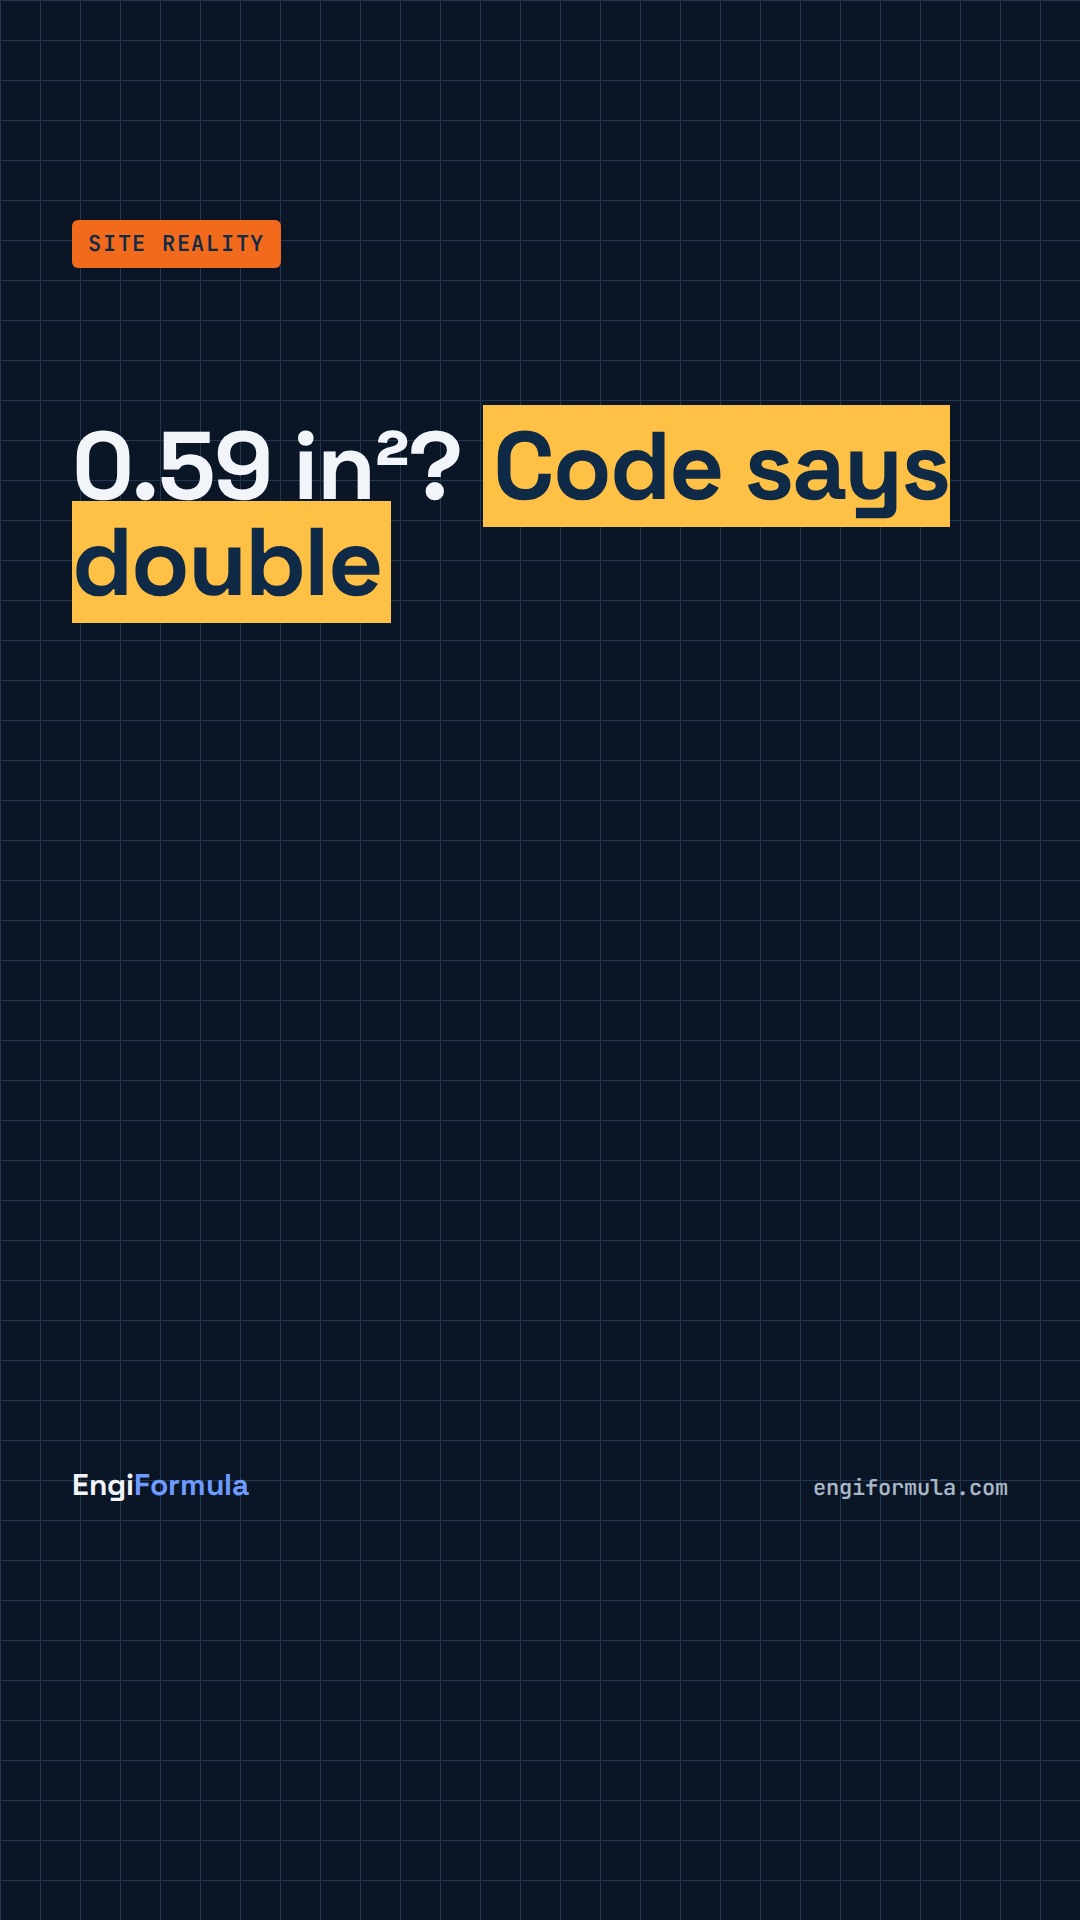 SITE REALITY
0.59 in²? Code says
double
EngiFormula
engiformula.com